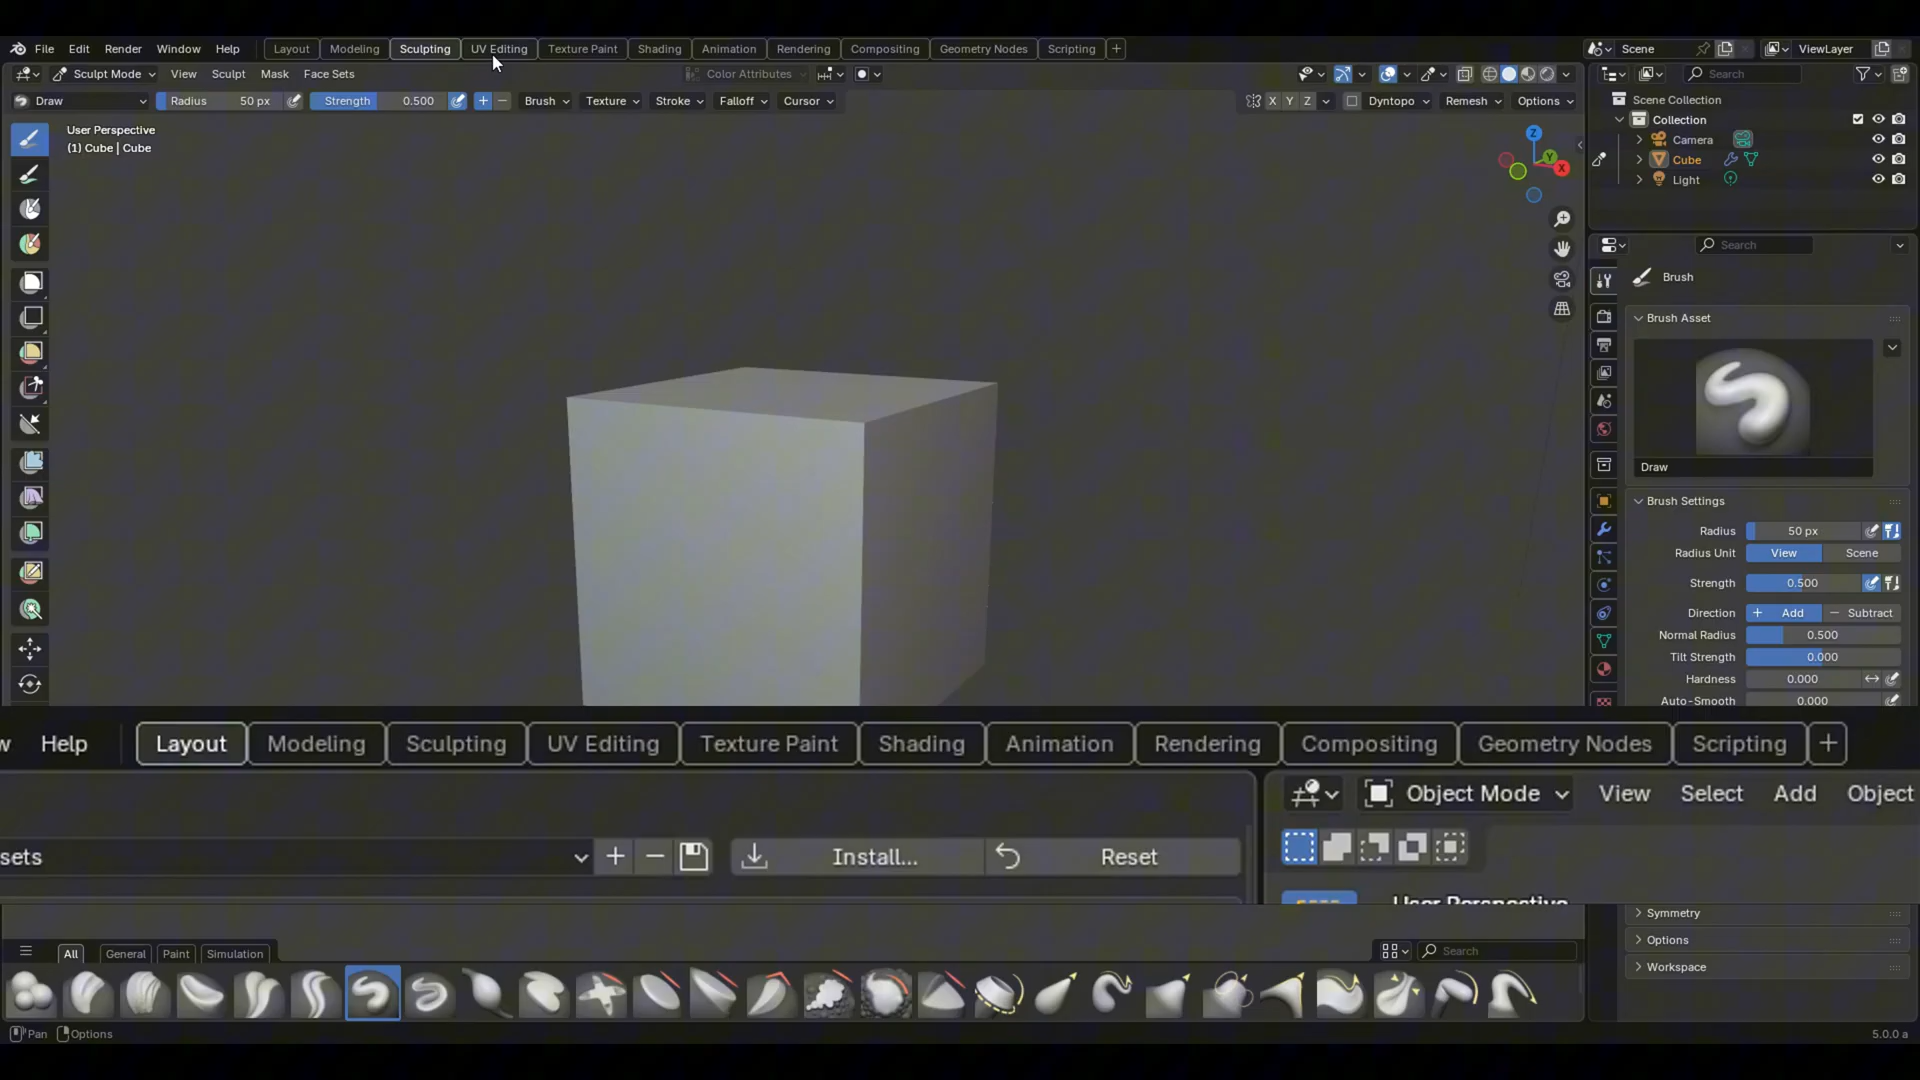 File Edit Render Window Help Layout Modeling Sculpting UV Editing Texture Paint Shading Animation Rendering Compositing Geometry Nodes Scripting + Scene ViewLayer
Sculpt Mode View Sculpt Mask Face Sets Color Attributes Search
Draw Radius 50 px Strength 0.500 + − Brush Texture Stroke Falloff Cursor X Y Z Dyntopo Remesh Options
Scene Collection
Collection
Camera
Cube
Light
User Perspective
(1) Cube | Cube
Z
Y
X
Search
Brush
Brush Asset
Draw
Brush Settings
Radius 50 px
Radius Unit View Scene
Strength 0.500
Direction + Add − Subtract
Normal Radius 0.500
Tilt Strength 0.000
Hardness 0.000
Auto-Smooth 0.000
w Help Layout Modeling Sculpting UV Editing Texture Paint Shading Animation Rendering Compositing Geometry Nodes Scripting +
Object Mode View Select Add Object
sets + − Install... Reset
User Perspective
Symmetry
Options
Workspace
All General Paint Simulation Search
Pan Options 5.0.0 a